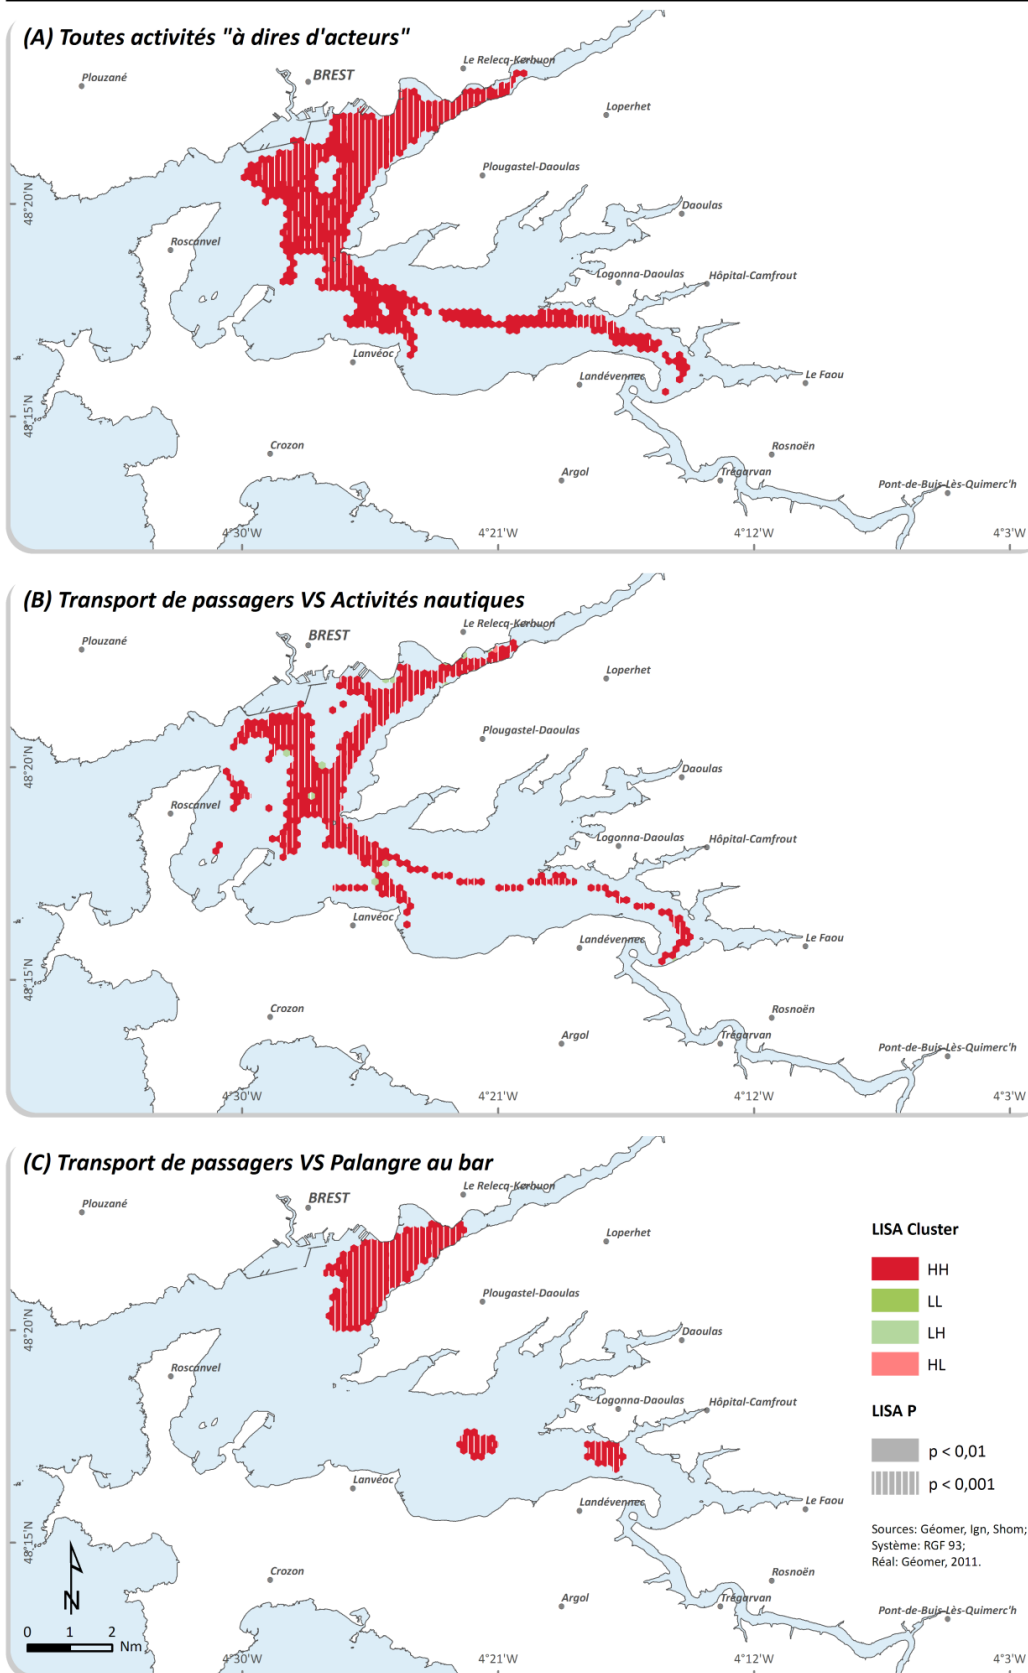 (A) Toutes activités "à dires d'acteurs"
Le Relecq-Kerhuon
Plouzané
BREST
Loperhet
Plougastel-Daoulas
Daoulas
48°20'N
Roscanvel
Logonna-Daoulas
Hôpital-Camfrout
Lanvéoc
Landévennec
Le Faou
48°15'N
Crozon
Rosnoën
Argol
Trégarvan
Pont-de-Buis-Lès-Quimerc'h
4°30'W
4°21'W
4°12'W
4°3'W
(B) Transport de passagers VS Activités nautiques
Le Relecq-Kerhuon
Plouzané
BREST
Loperhet
Plougastel-Daoulas
Daoulas
48°20'N
Roscanvel
Logonna-Daoulas
Hôpital-Camfrout
Lanvéoc
Landévennec
Le Faou
48°15'N
Crozon
Rosnoën
Argol
Trégarvan
Pont-de-Buis-Lès-Quimerc'h
4°30'W
4°21'W
4°12'W
4°3'W
(C) Transport de passagers VS Palangre au bar
Le Relecq-Kerhuon
Plouzané
BREST
Loperhet
Plougastel-Daoulas
Daoulas
48°20'N
Roscanvel
Logonna-Daoulas
Hôpital-Camfrout
Lanvéoc
Landévennec
Le Faou
48°15'N
Crozon
Rosnoën
Argol
Trégarvan
Pont-de-Buis-Lès-Quimerc'h
4°30'W
4°21'W
4°12'W
4°3'W
N
0 1 2 Nm
LISA Cluster
HH
LL
LH
HL
LISA P
p < 0,01
p < 0,001
Sources: Géomer, Ign, Shom;
Système: RGF 93;
Réal: Géomer, 2011.